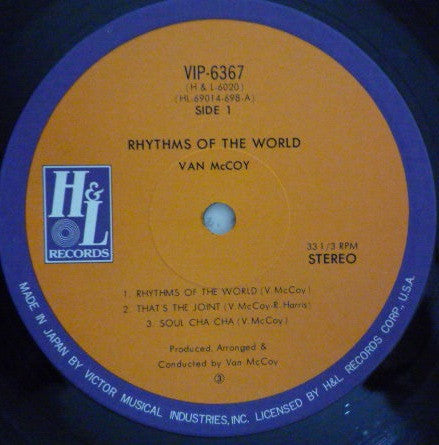 VIP-6367
(H & L-6020)
(HL-69014-698-A)
SIDE 1
RHYTHMS OF THE WORLD
VAN McCOY
H&L
RECORDS
33 1/3 RPM
STEREO
1. RHYTHMS OF THE WORLD (V. McCoy)
2. THAT'S THE JOINT (V. McCoy-R. Harris)
3. SOUL CHA CHA (V. McCoy)
Produced, Arranged &
Conducted by Van McCoy
③
MADE IN JAPAN BY VICTOR MUSICAL INDUSTRIES, INC. LICENSED BY H&L RECORDS CORP., U.S.A.